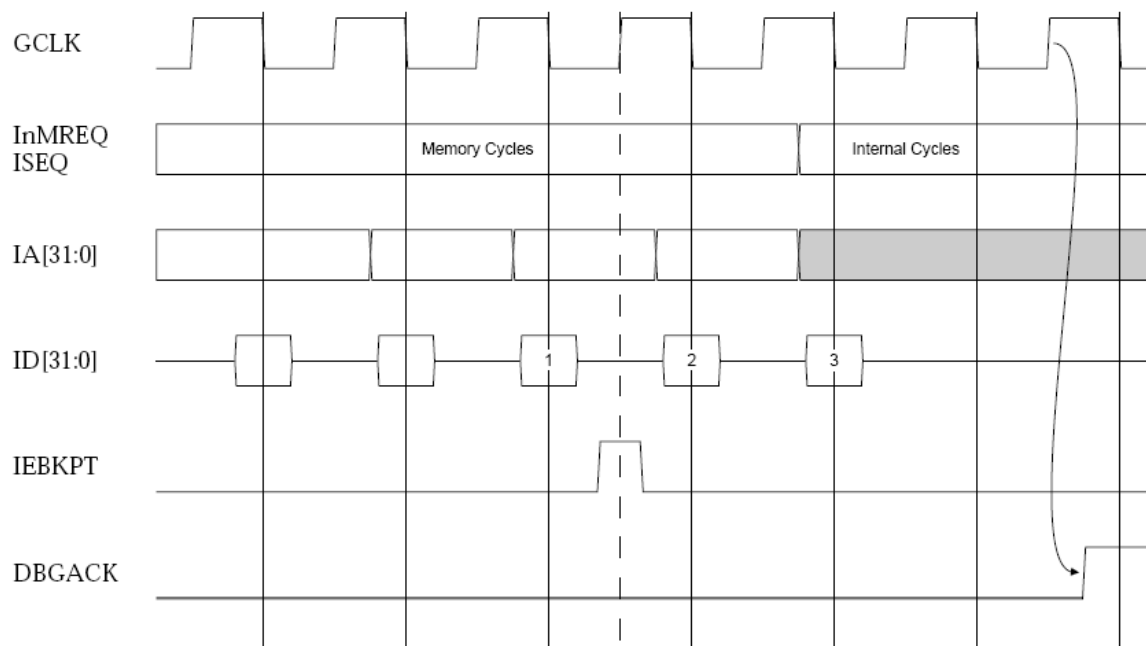 GCLK
InMREQ
ISEQ
Memory Cycles
Internal Cycles
IA[31:0]
ID[31:0]
1
2
3
IEBKPT
DBGACK